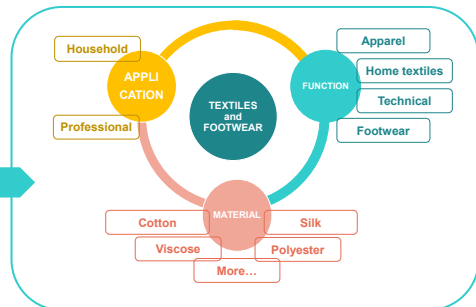 Household
APPLI
CATION
Professional
TEXTILES
and
FOOTWEAR
FUNCTION
Apparel
Home textiles
Technical
Footwear
MATERIAL
Cotton
Silk
Viscose
Polyester
More…